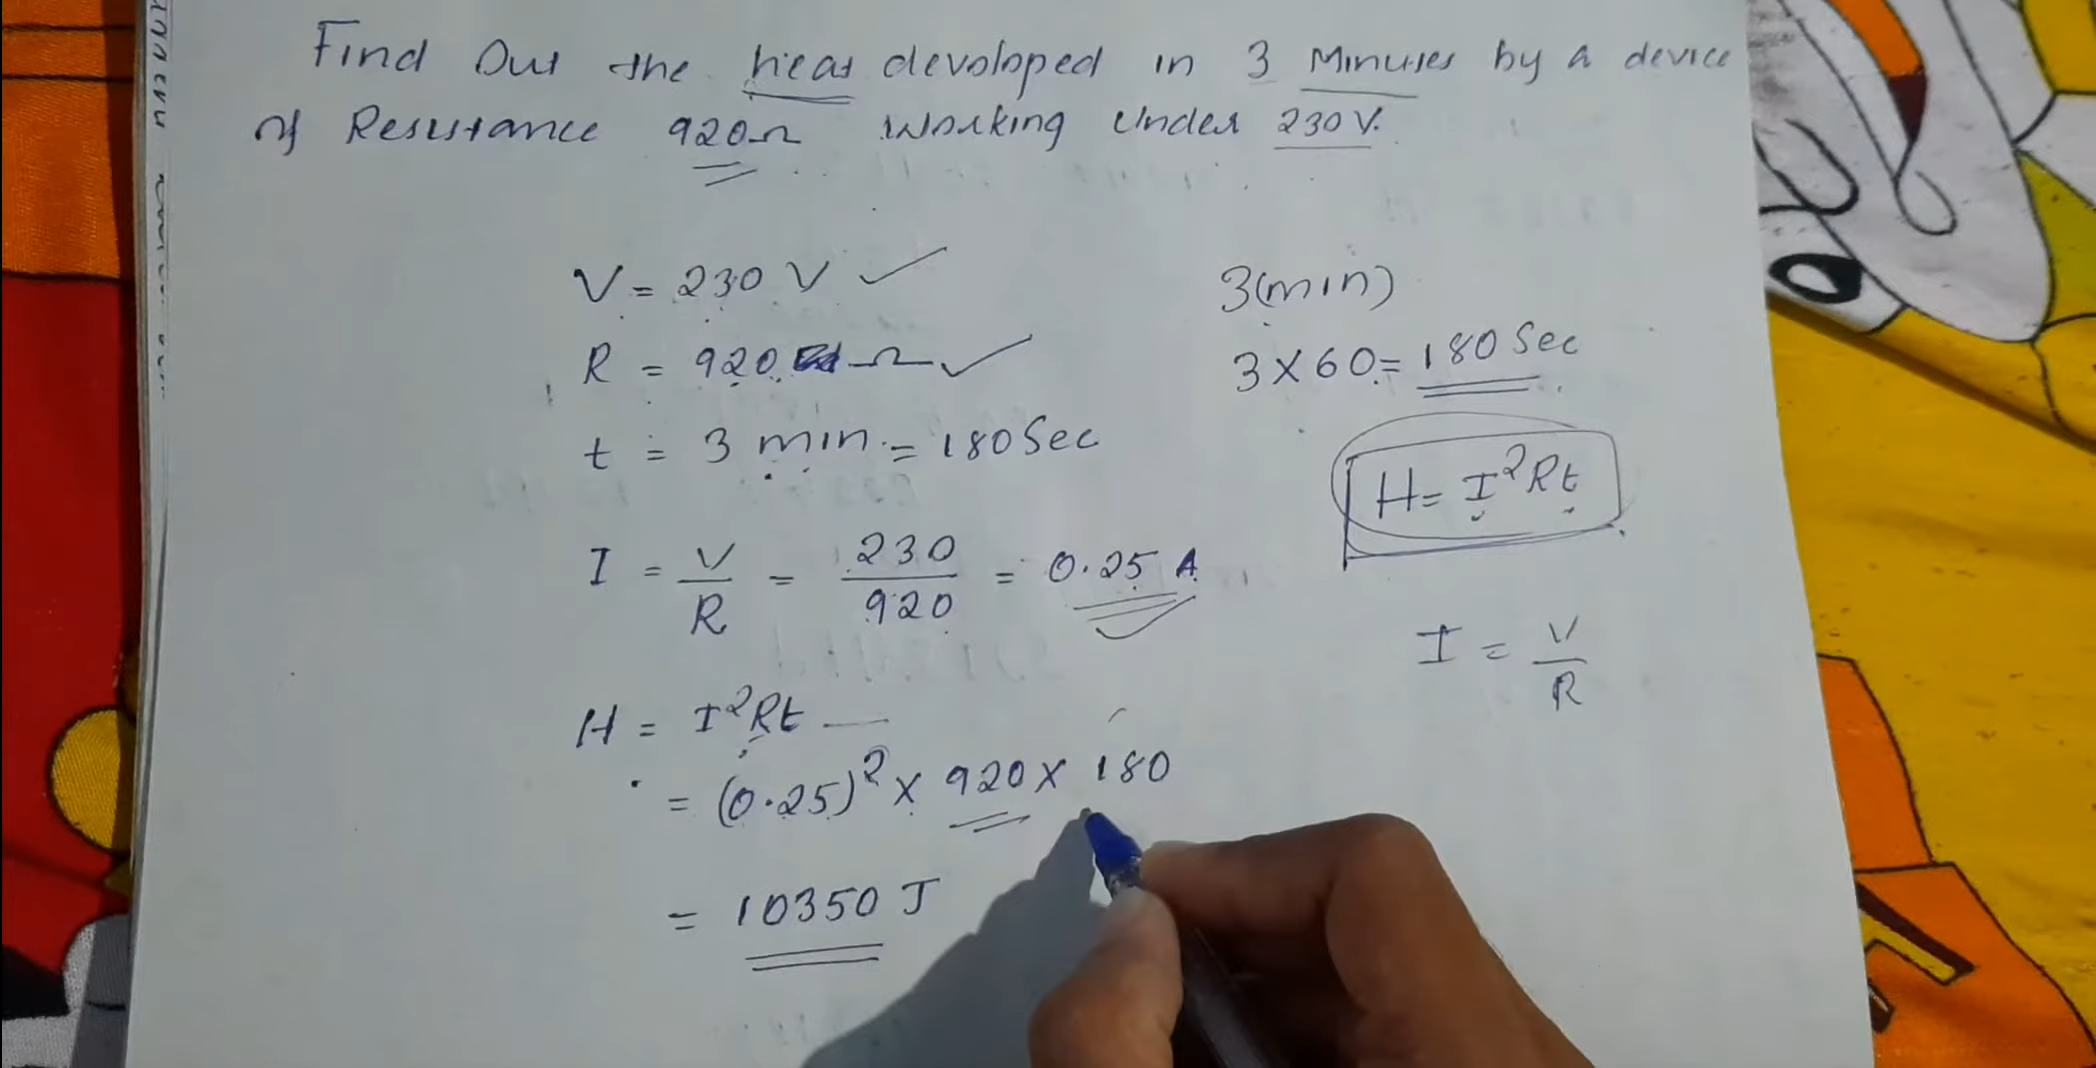 Find Out the heat developed in 3 Minutes by a device
of Resistance 920Ω Working Under 230 V.
V = 230 V ✓
R = 920 Ω ✓
t = 3 min = 180 Sec
I = V/R = 230/920 = 0.25 A
H = I²Rt
= (0.25)² × 920 × 180
= 10350 J
3(min)
3 × 60 = 180 Sec
H = I²Rt
I = V/R